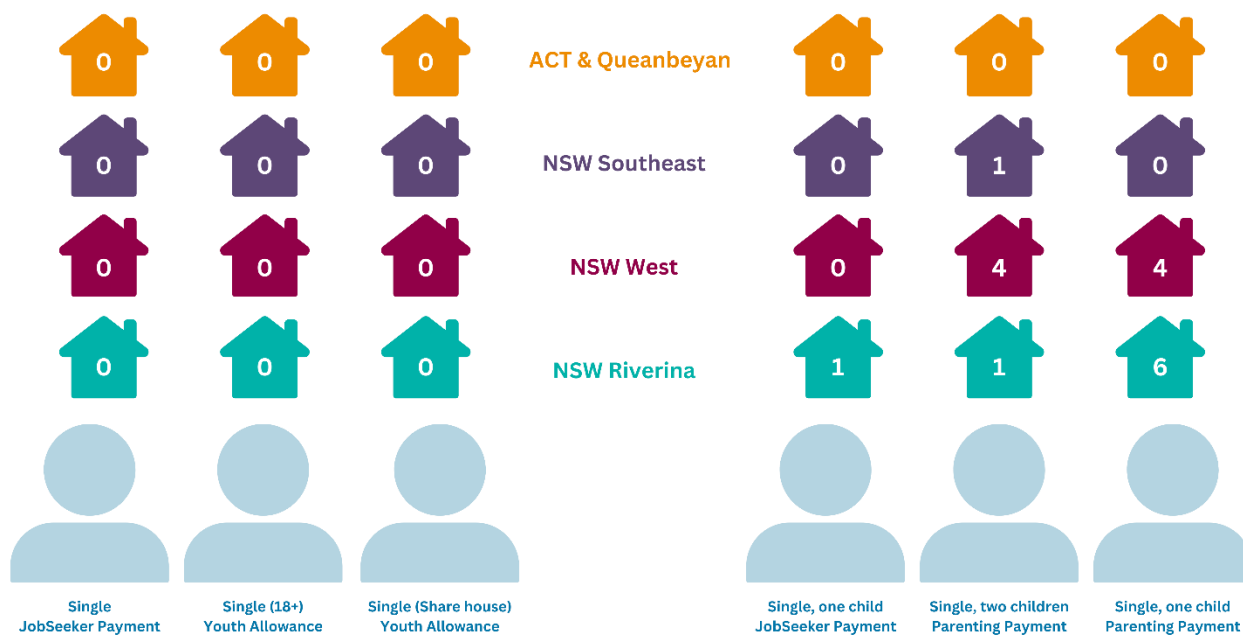 0 0 0 ACT & Queanbeyan 0 0 0
0 0 0 NSW Southeast 0 1 0
0 0 0 NSW West 0 4 4
0 0 0 NSW Riverina 1 1 6
Single
JobSeeker Payment
Single (18+)
Youth Allowance
Single (Share house)
Youth Allowance
Single, one child
JobSeeker Payment
Single, two children
Parenting Payment
Single, one child
Parenting Payment